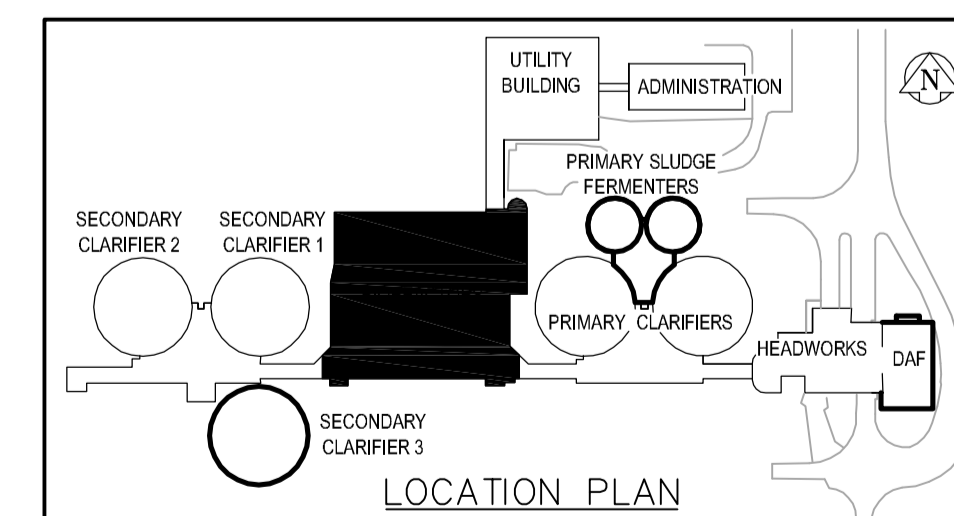 UTILITY
BUILDING
ADMINISTRATION
N
PRIMARY SLUDGE
FERMENTERS
SECONDARY
CLARIFIER 2
SECONDARY
CLARIFIER 1
PRIMARY CLARIFIERS
HEADWORKS
DAF
SECONDARY
CLARIFIER 3
LOCATION PLAN